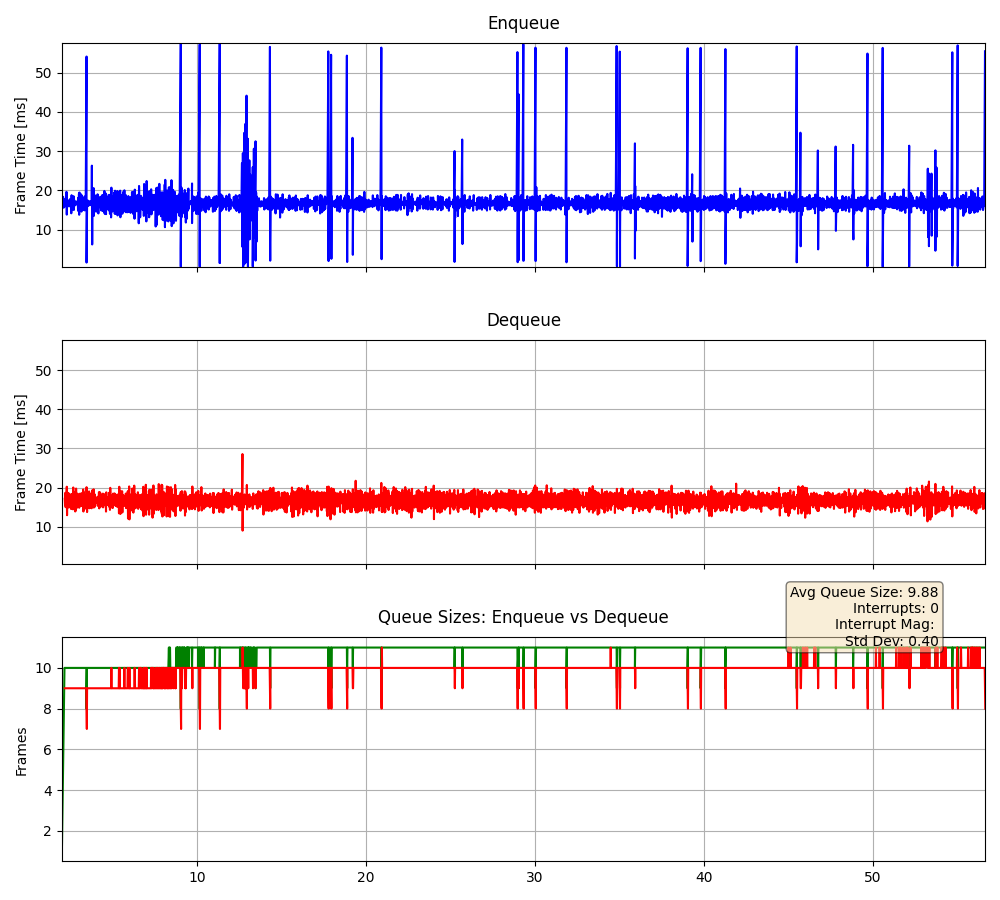 Enqueue
Frame Time [ms]
50
40
30
20
10
Dequeue
Frame Time [ms]
50
40
30
20
10
Avg Queue Size: 9.88
Interrupts: 0
Interrupt Mag:
Std Dev: 0.40
Queue Sizes: Enqueue vs Dequeue
Frames
10
8
6
4
2
10 20 30 40 50